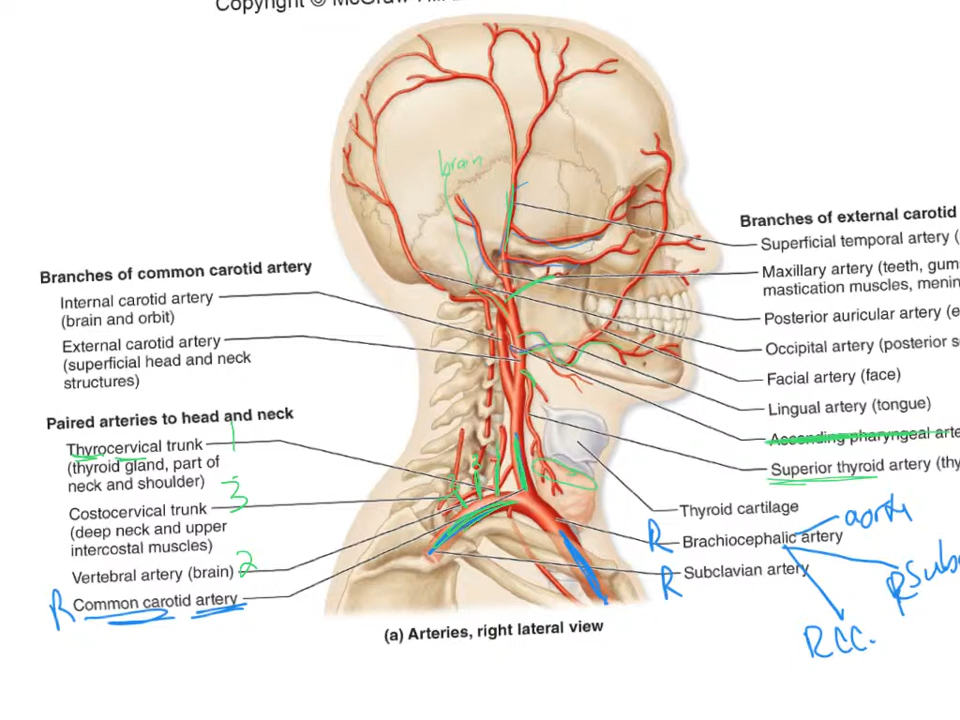 Copyright © McGraw Hill
brain
Branches of common carotid artery
Internal carotid artery
(brain and orbit)
External carotid artery
(superficial head and neck
structures)
Paired arteries to head and neck
Thyrocervical trunk
1
(thyroid gland, part of
neck and shoulder)
Costocervical trunk
3
(deep neck and upper
intercostal muscles)
Vertebral artery (brain)
2
R
Common carotid artery
Branches of external carotid
Superficial temporal artery (
Maxillary artery (teeth, gum
mastication muscles, menin
Posterior auricular artery (e
Occipital artery (posterior s
Facial artery (face)
Lingual artery (tongue)
Ascending pharyngeal arte
Superior thyroid artery (thy
Thyroid cartilage
R
Brachiocephalic artery
aorta
R
Subclavian artery
R Sub
RCC.
(a) Arteries, right lateral view